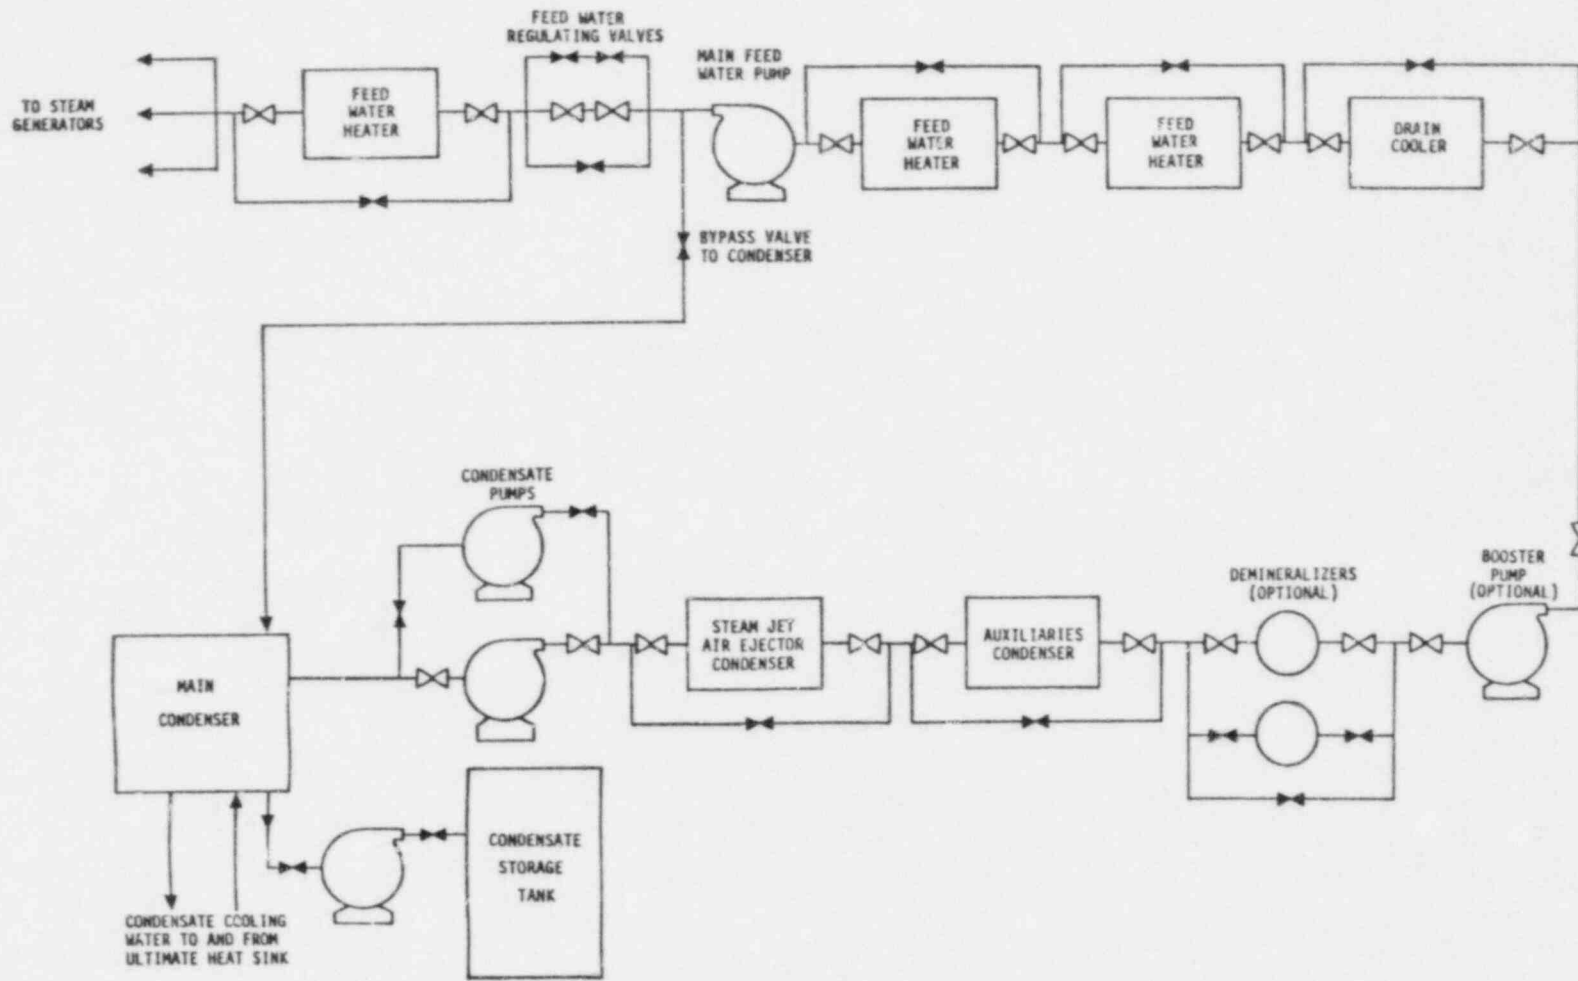 FEED WATER
REGULATING VALVES
MAIN FEED
WATER PUMP
TO STEAM
GENERATORS
FEED
WATER
HEATER
FEED
WATER
HEATER
FEED
WATER
HEATER
DRAIN
COOLER
BYPASS VALVE
TO CONDENSER
CONDENSATE
PUMPS
STEAM JEY
AIR EJECTOR
CONDENSER
AUXILIARIES
CONDENSER
DEMINERALIZERS
(OPTIONAL)
BOOSTER
PUMP
(OPTIONAL)
MAIN
CONDENSER
CONDENSATE
STORAGE
TANK
CONDENSATE CCOLING
WATER TO AND FROM
ULTIMATE HEAT SINK